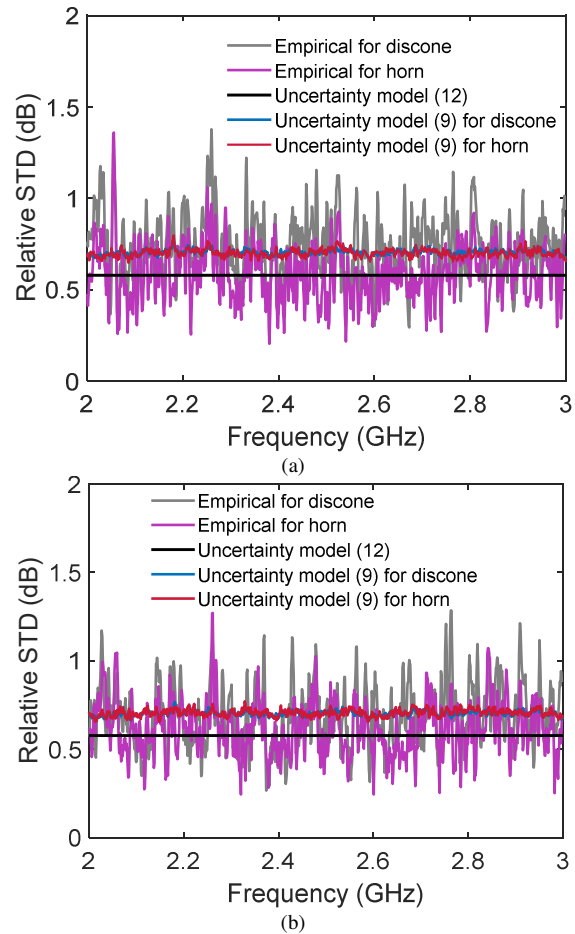 2
1.5
1
0.5
0
Relative STD (dB)
Empirical for discone
Empirical for horn
Uncertainty model (12)
Uncertainty model (9) for discone
Uncertainty model (9) for horn
2 2.2 2.4 2.6 2.8 3
Frequency (GHz)
(a)
2
1.5
1
0.5
0
Relative STD (dB)
Empirical for discone
Empirical for horn
Uncertainty model (12)
Uncertainty model (9) for discone
Uncertainty model (9) for horn
2 2.2 2.4 2.6 2.8 3
Frequency (GHz)
(b)